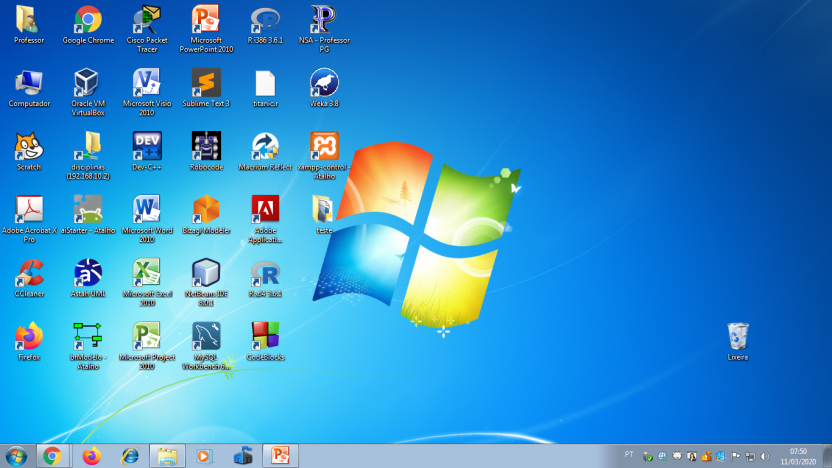 Professor
Google Chrome
Cisco Packet
Tracer
Microsoft
PowerPoint 2010
R i386 3.6.1
NSA - Professor
PG
Computador
Oracle VM
VirtualBox
Microsoft Visio
2010
Sublime Text 3
titanic.r
Weka 3.8
Scratch
disciplinas
(192.168.10.2)
DEV
C++
Dev-C++
Robocode
Macrium Reflect
xampp-control -
Atalho
Adobe Acrobat X
Pro
aiStarter - Atalho
Microsoft Word
2010
Bizagi Modeler
Adobe
Applicati...
teste
CCleaner
Astah UML
Microsoft Excel
2010
NetBeans IDE
8.0.1
R x64 3.6.1
Firefox
brModelo -
Atalho
Microsoft Project
2010
MySQL
Workbench 6....
CodeBlocks
Lixeira
PT
07:50
11/03/2020